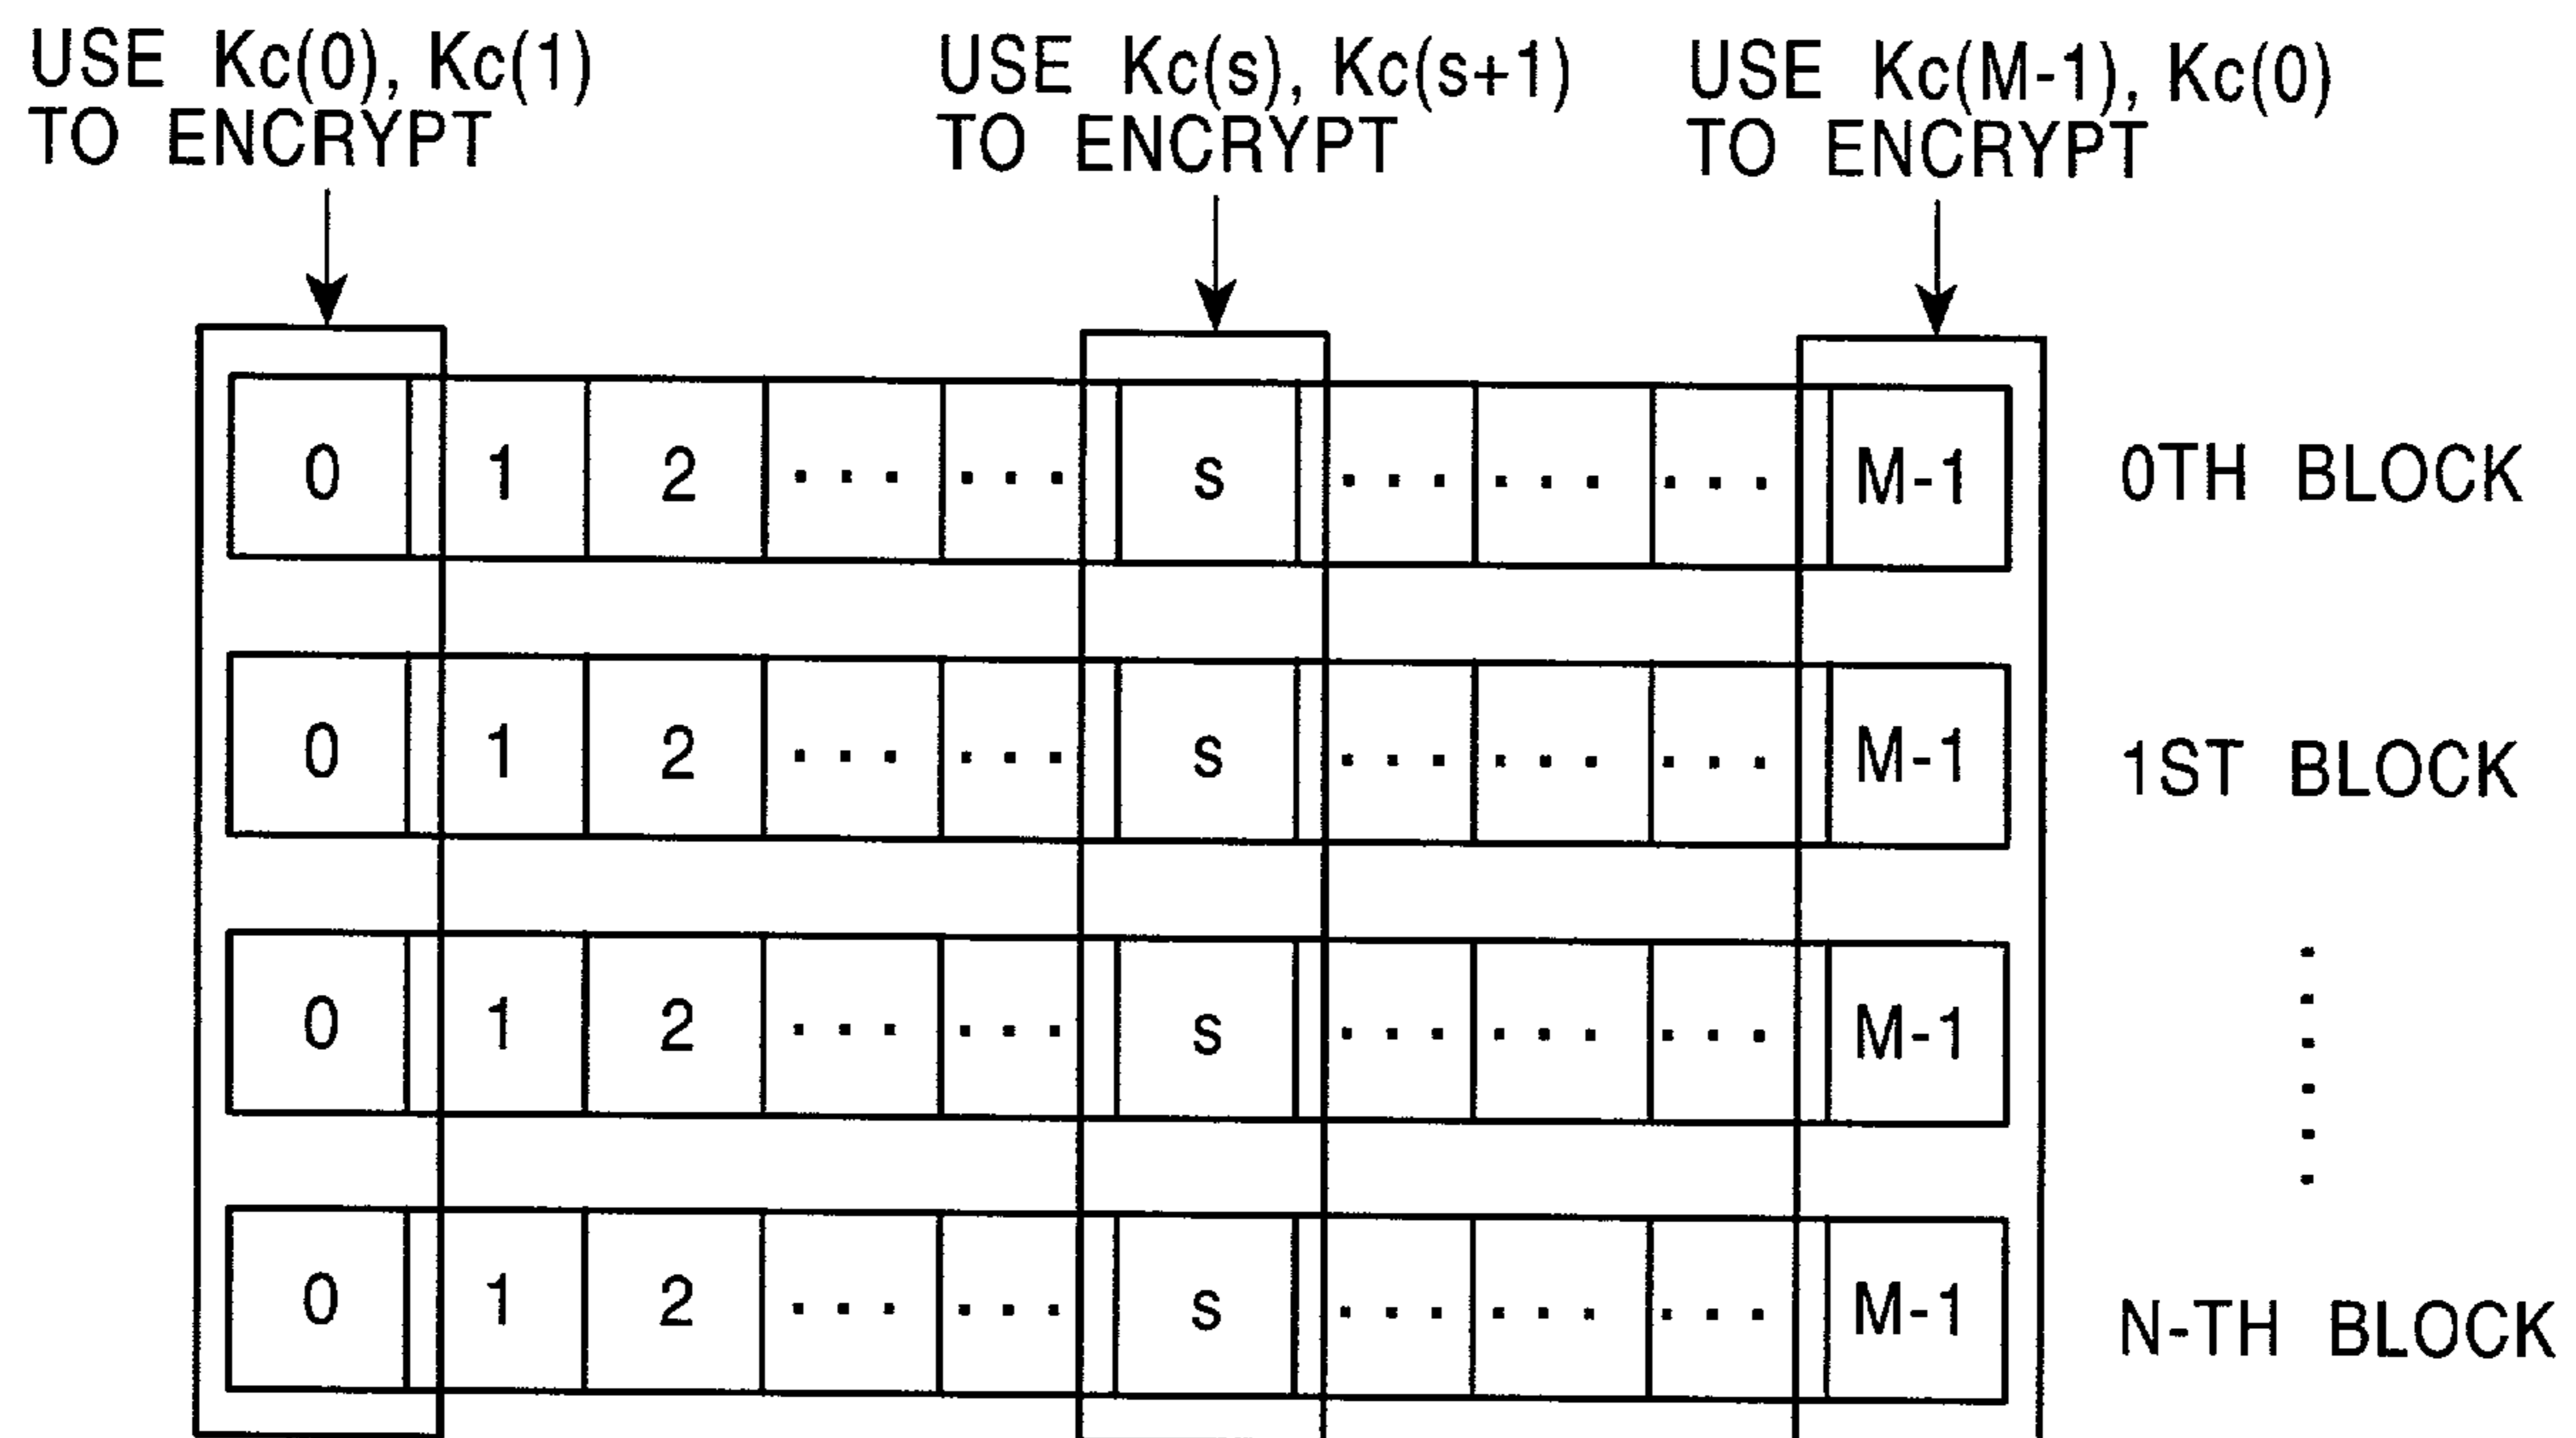 USE Kc(0), Kc(1)
TO ENCRYPT
USE Kc(s), Kc(s+1)
TO ENCRYPT
USE Kc(M-1), Kc(0)
TO ENCRYPT
0 1 2 ... ... s ... ... ... M-1 0TH BLOCK
0 1 2 ... ... s ... ... ... M-1 1ST BLOCK
0 1 2 ... ... s ... ... ... M-1
0 1 2 ... ... s ... ... ... M-1 N-TH BLOCK